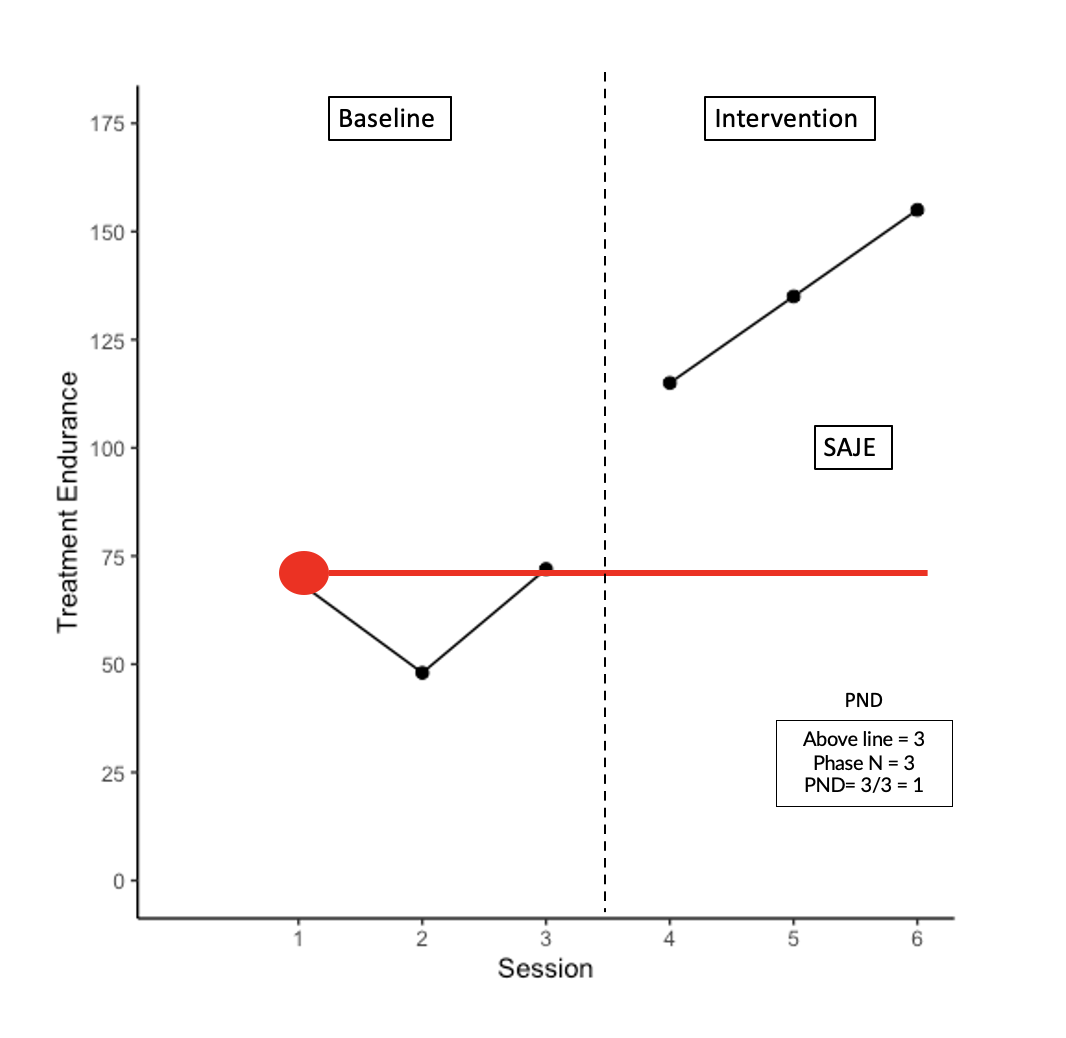 Baseline
Intervention
175
150
125
100
75
50
25
0
Treatment Endurance
SAJE
PND
Above line = 3
Phase N = 3
PND= 3/3 = 1
1 2 3 4 5 6
Session